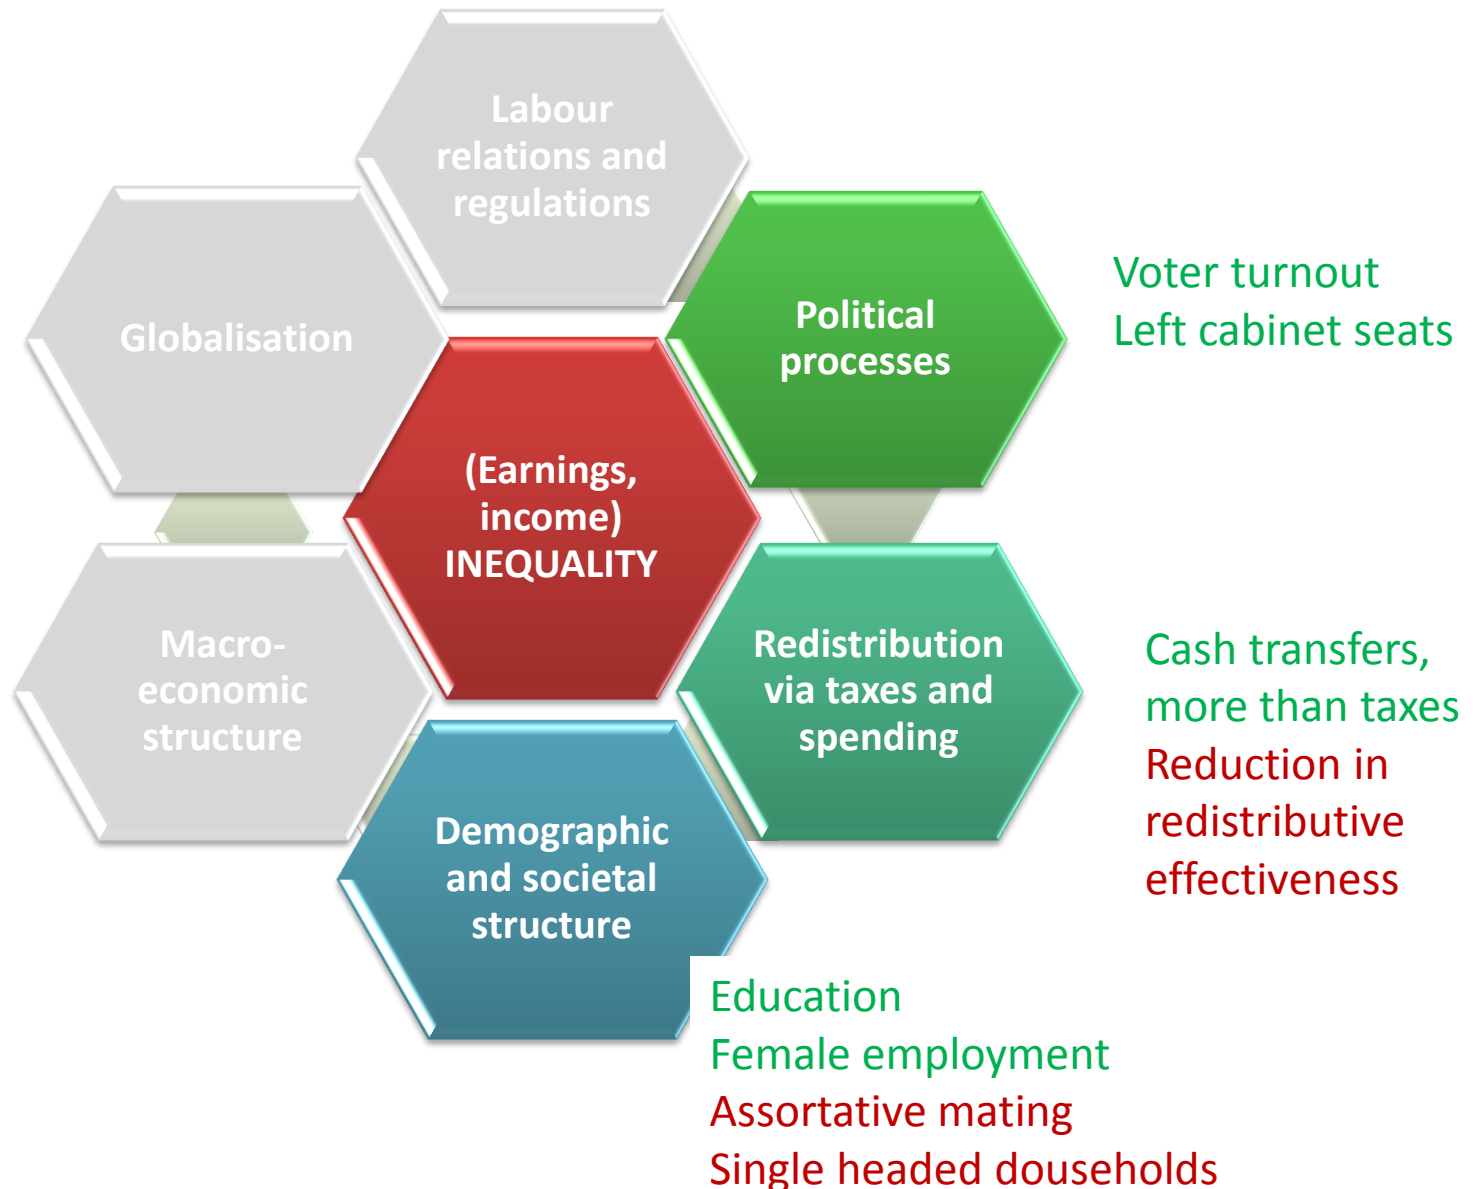 Labour
relations and
regulations
Globalisation
Political
processes
Voter turnout
Left cabinet seats
(Earnings,
income)
INEQUALITY
Macro-
economic
structure
Redistribution
via taxes and
spending
Cash transfers,
more than taxes
Reduction in
redistributive
effectiveness
Demographic
and societal
structure
Education
Female employment
Assortative mating
Single headed douseholds